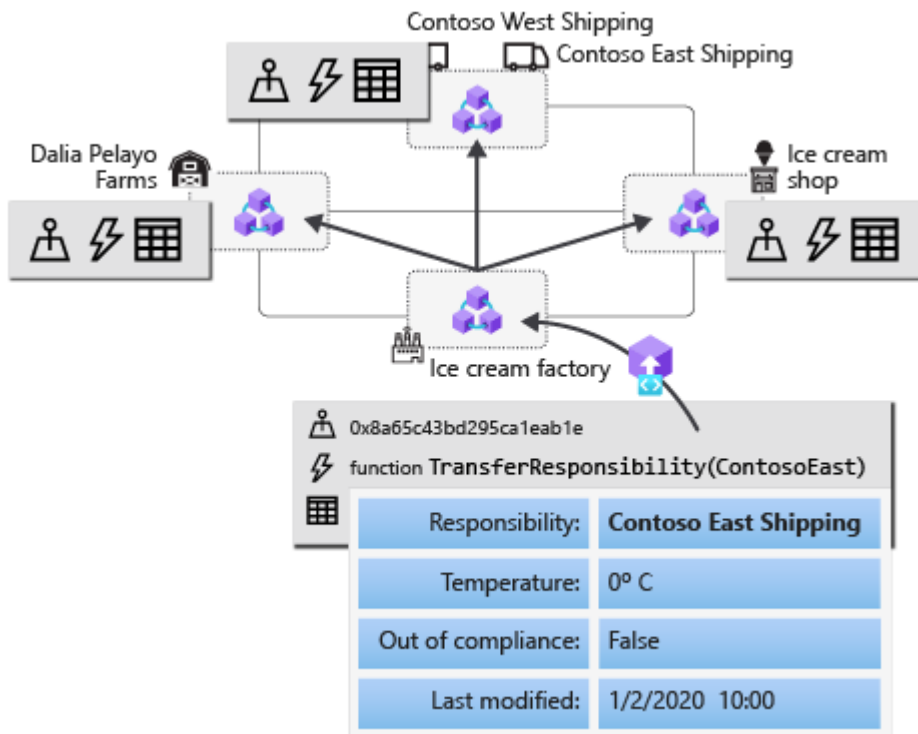 Contoso West Shipping
Contoso East Shipping
Dalia Pelayo
Farms
Ice cream
shop
Ice cream factory
0x8a65c43bd295ca1eab1e
function TransferResponsibility(ContosoEast)
Responsibility: Contoso East Shipping
Temperature: 0º C
Out of compliance: False
Last modified: 1/2/2020 10:00